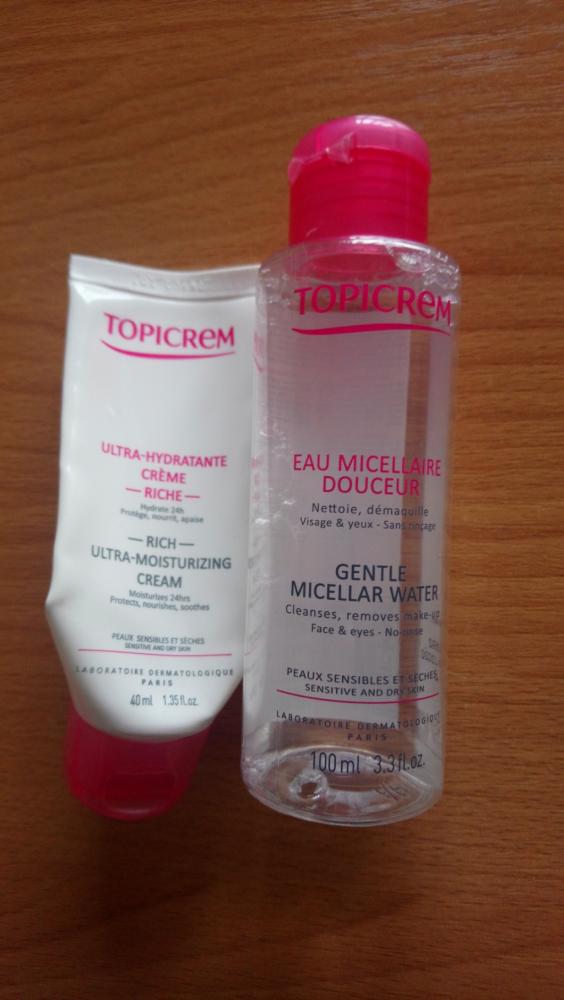 TOPICREM
ULTRA-HYDRATANTE
CRÈME
— RICHE —
Hydrate 24h
Protège, nourrit, apaise
— RICH —
ULTRA-MOISTURIZING
CREAM
Moisturizes 24hrs
Protects, nourishes, soothes
PEAUX SENSIBLES ET SÈCHES
SENSITIVE AND DRY SKIN
LABORATOIRE DERMATOLOGIQUE
PARIS
40 ml 1.35 fl.oz.
TOPICREM
EAU MICELLAIRE
DOUCEUR
Nettoie, démaquille
Visage & yeux - Sans rinçage
GENTLE
MICELLAR WATER
Cleanses, removes make-up
Face & eyes - No-rinse
PEAUX SENSIBLES ET SÈCHES
SENSITIVE AND DRY SKIN
LABORATOIRE DERMATOLOGIQUE
PARIS
100 ml 3.3 fl.oz.